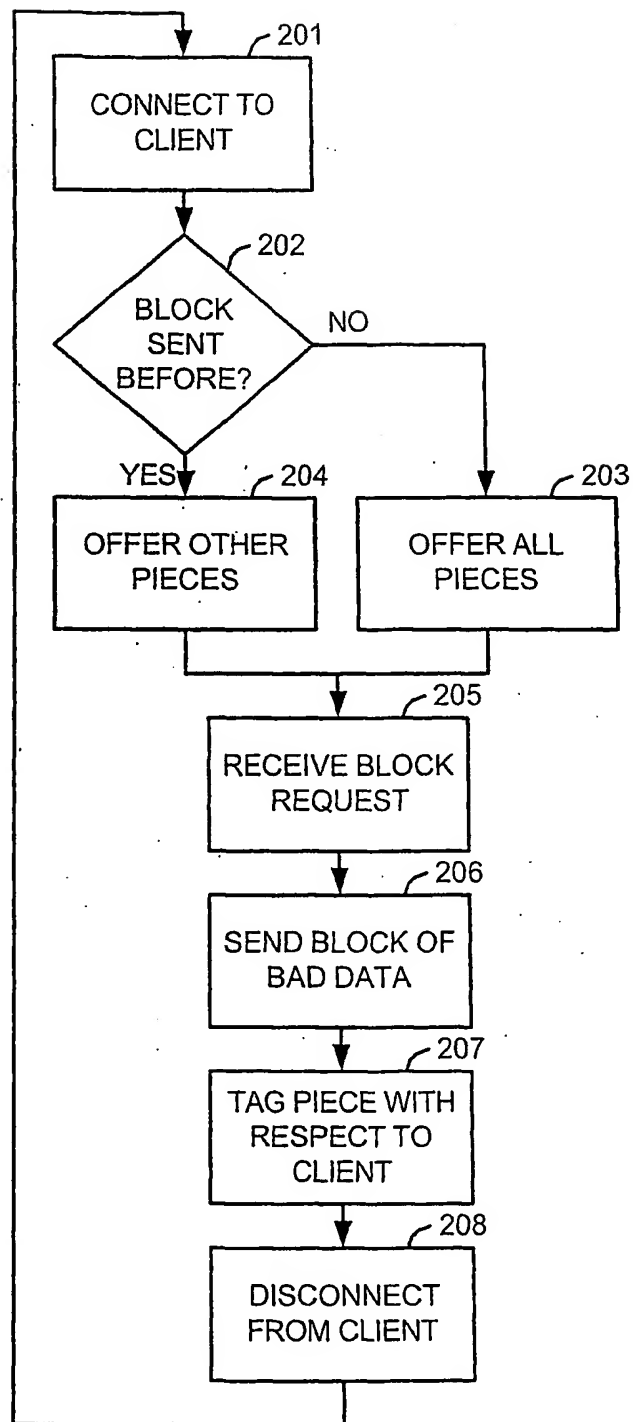 201
CONNECT TO
CLIENT
202
BLOCK
SENT
BEFORE?
NO
YES
204
OFFER OTHER
PIECES
203
OFFER ALL
PIECES
205
RECEIVE BLOCK
REQUEST
206
SEND BLOCK OF
BAD DATA
207
TAG PIECE WITH
RESPECT TO
CLIENT
208
DISCONNECT
FROM CLIENT